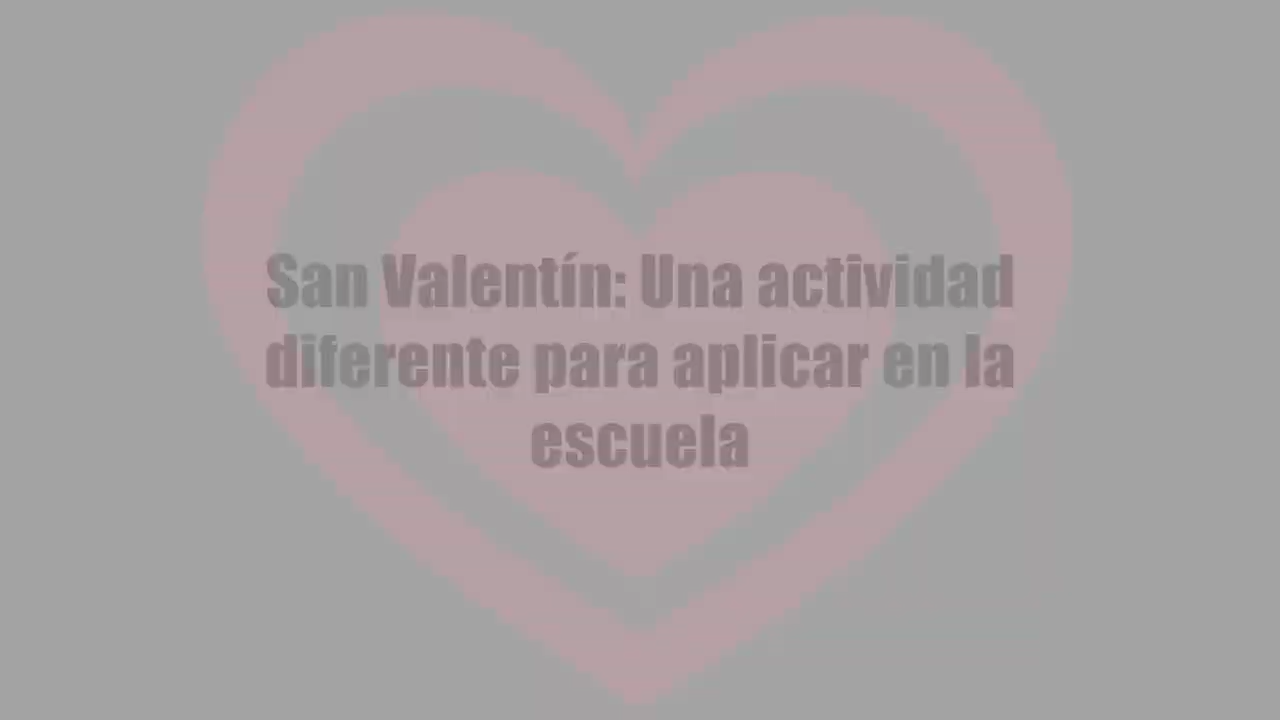 San Valentín: Una actividad
diferente para aplicar en la
escuela